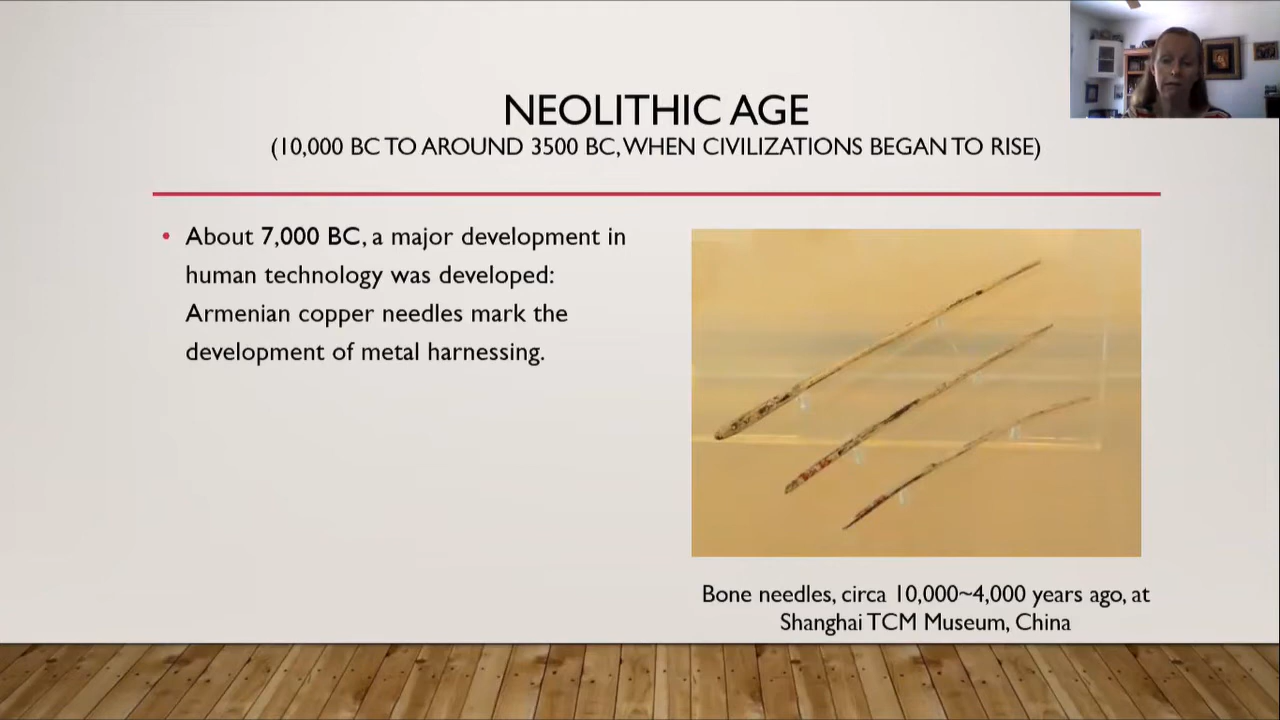 NEOLITHIC AGE
(10,000 BC TO AROUND 3500 BC, WHEN CIVILIZATIONS BEGAN TO RISE)
• About 7,000 BC, a major development in
human technology was developed:
Armenian copper needles mark the
development of metal harnessing.
Bone needles, circa 10,000~4,000 years ago, at
Shanghai TCM Museum, China